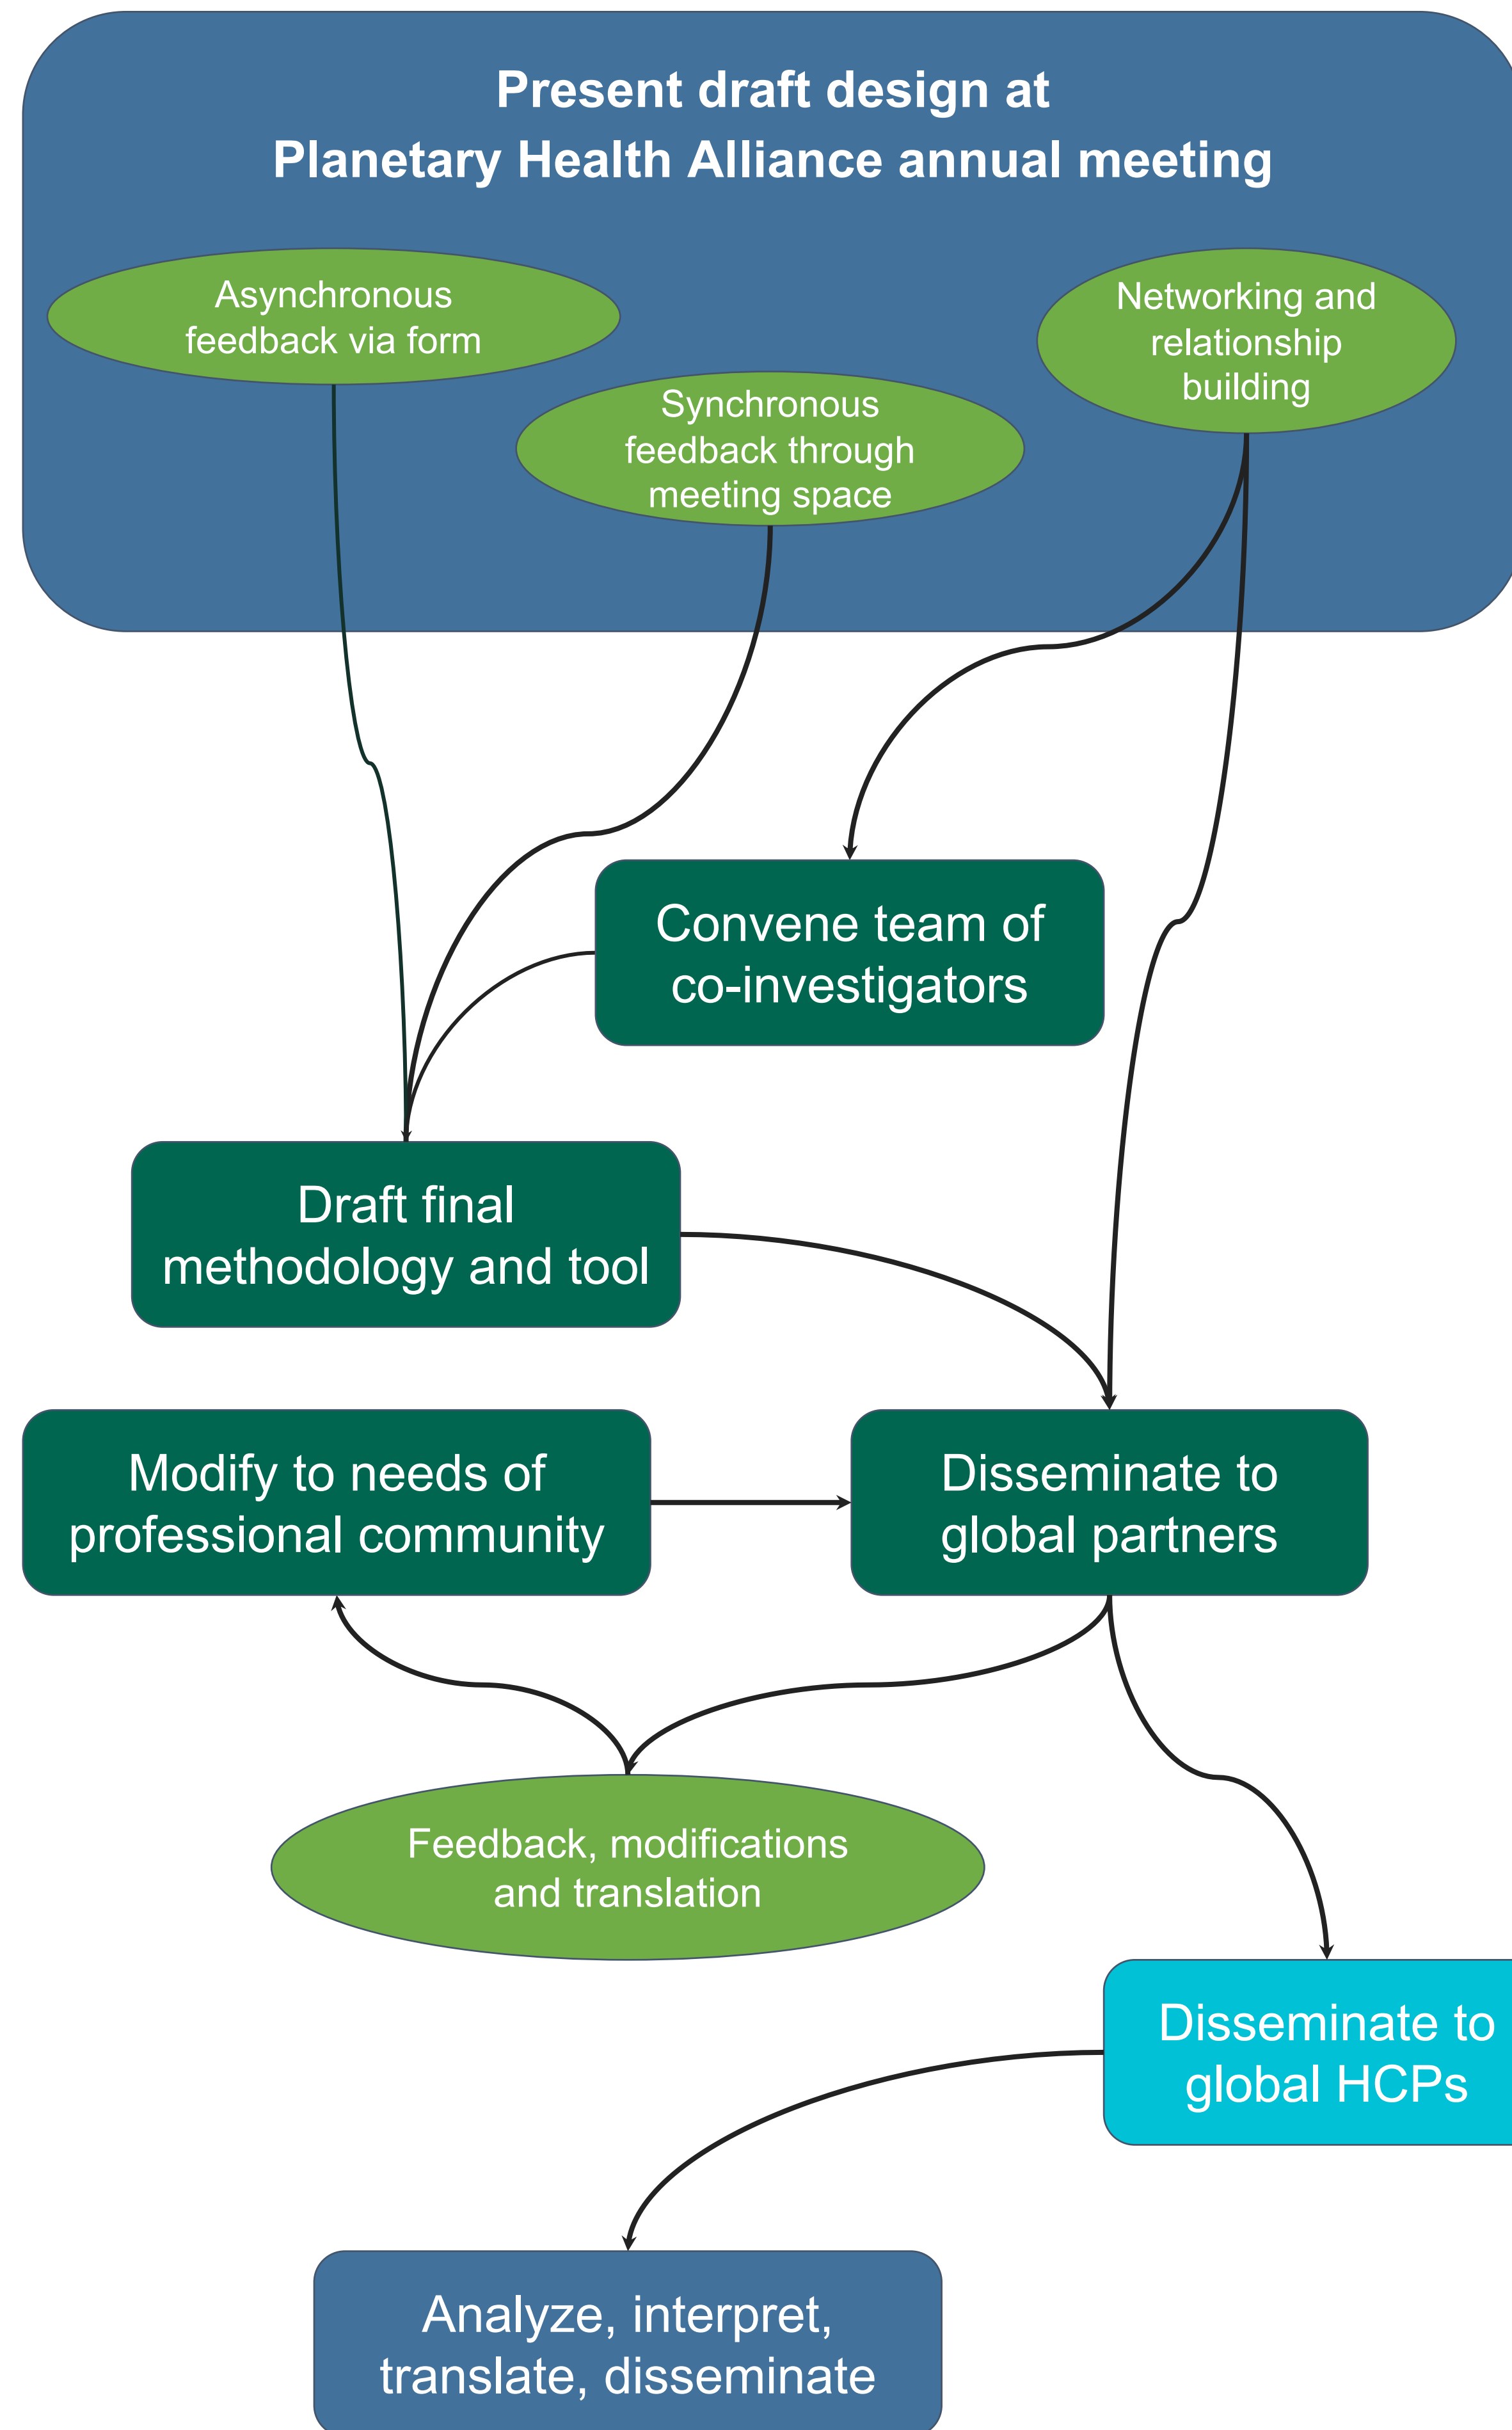 Present draft design at
Planetary Health Alliance annual meeting
Asynchronous
feedback via form
Synchronous
feedback through
meeting space
Networking and
relationship
building
Convene team of
co-investigators
Draft final
methodology and tool
Modify to needs of
professional community
Disseminate to
global partners
Feedback, modifications
and translation
Disseminate to
global HCPs
Analyze, interpret,
translate, disseminate